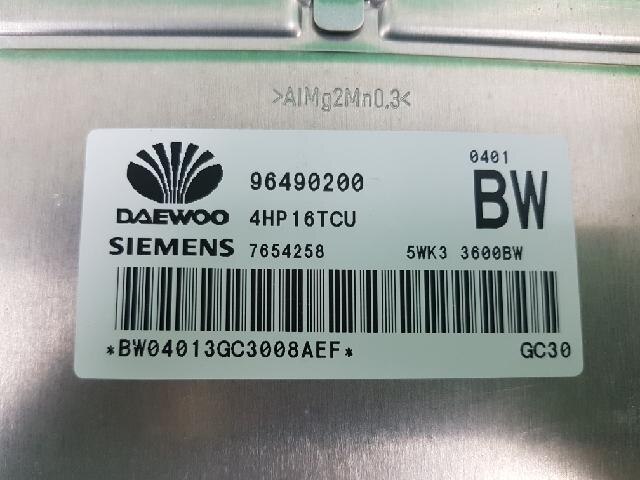 >AlMg2Mn0.3<
0401
96490200
BW
DAEWOO 4HP16TCU
SIEMENS 7654258 5WK3 3600BW
*BW04013GC3008AEF* GC30